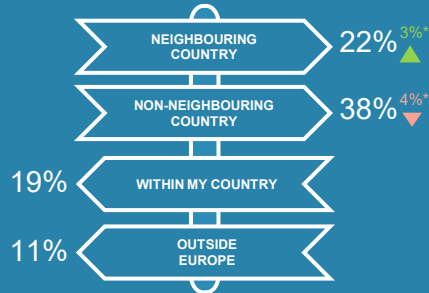 NEIGHBOURING
COUNTRY
22%
3%*
NON-NEIGHBOURING
COUNTRY
38%
4%*
19%
WITHIN MY COUNTRY
11%
OUTSIDE
EUROPE